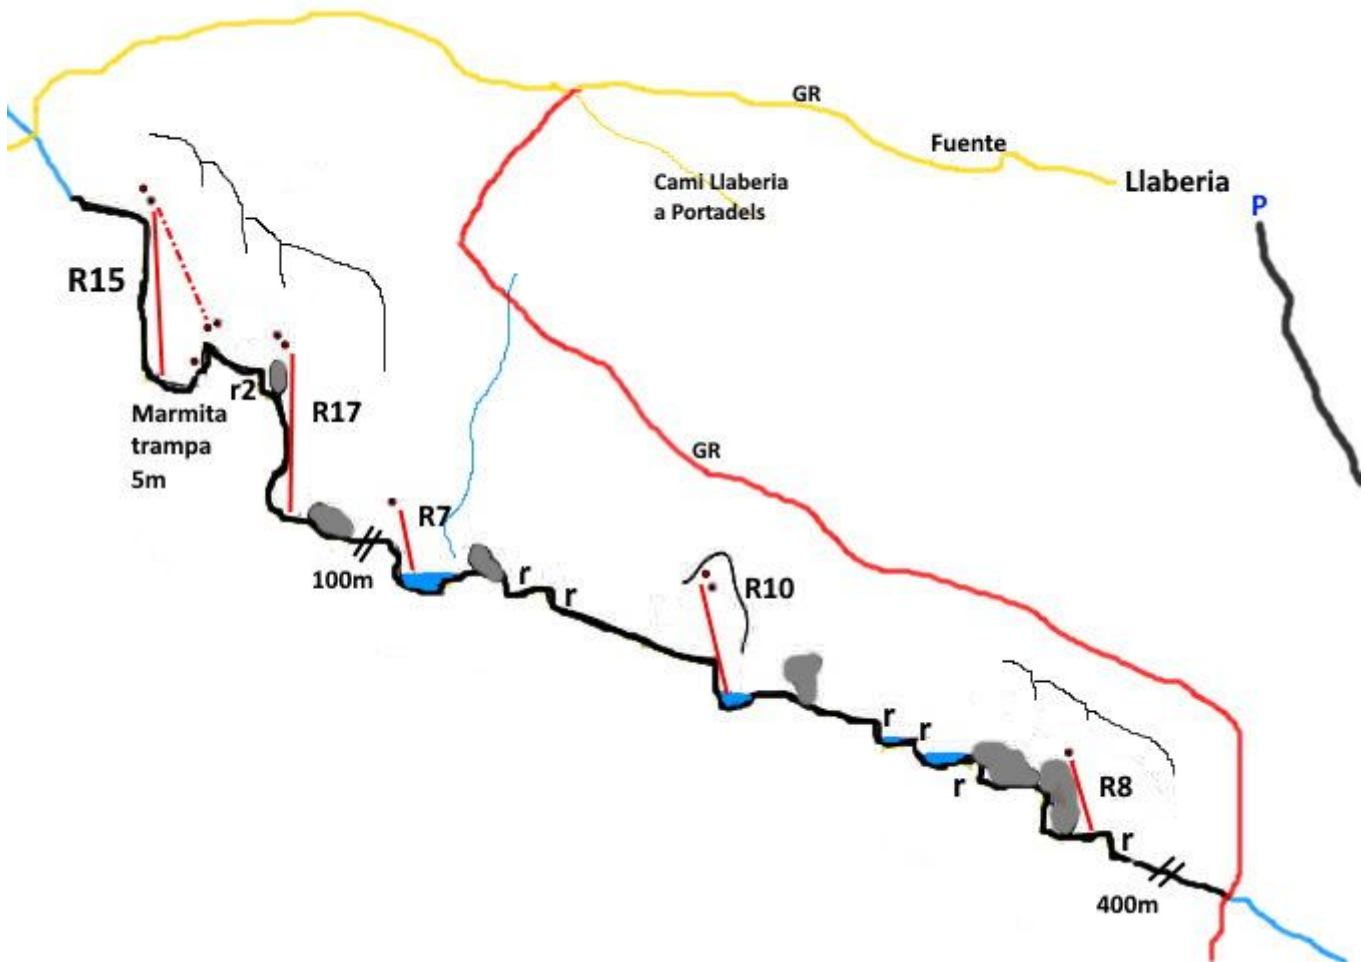 GR
Fuente
Llaberia
Cami Llaberia
a Portadels
P
R15
r2
R17
Marmita
trampa
5m
GR
R7
100m
r
r
R10
r
r
r
R8
r
400m